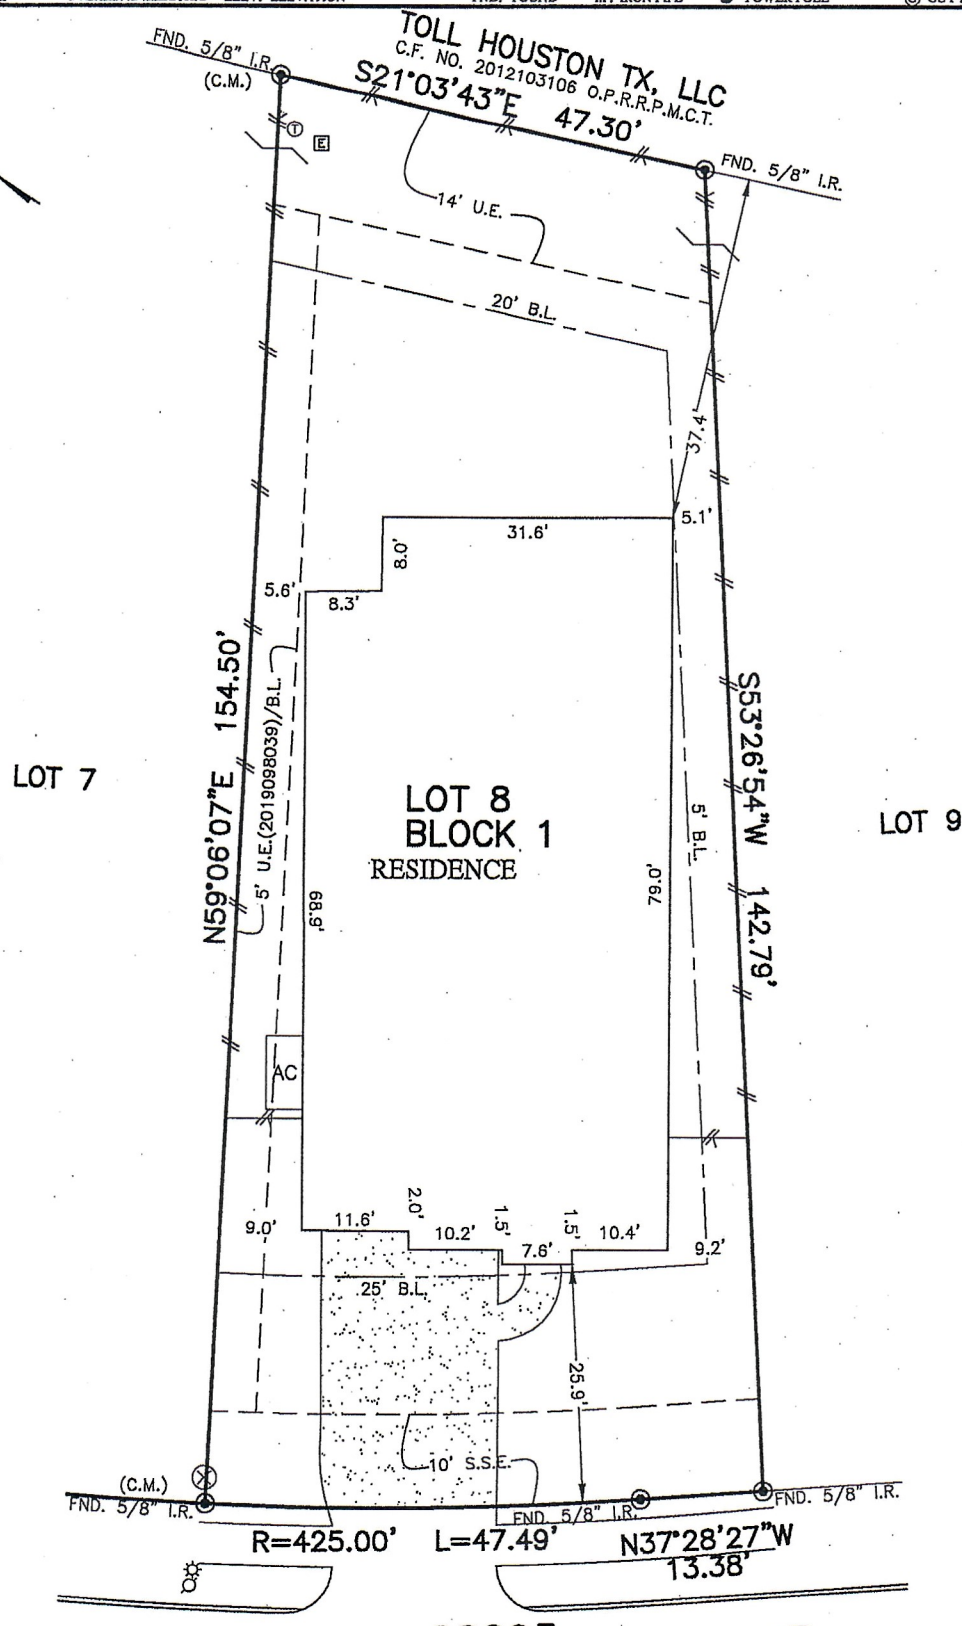 TOLL HOUSTON TX, LLC
C.F. NO. 2012103106 O.P.R.R.P.M.C.T.
S21°03'43"E 47.30'
FND. 5/8" I.R.
(C.M.)
T
E
FND. 5/8" I.R.
14' U.E.
20' B.L.
37.4'
31.6'
5.1'
8.0'
5.6'
8.3'
N59°06'07"E 154.50'
5' U.E.(2019098039)/B.L.
S53°26'54"W 142.79'
5' B.L.
LOT 7
LOT 8
BLOCK 1
RESIDENCE
LOT 9
68.9'
79.0'
AC
9.0'
11.6'
2.0'
10.2'
1.5'
7.6'
1.5'
10.4'
9.2'
25' B.L.
25.9'
10' S.S.E.
(C.M.)
FND. 5/8" I.R.
FND. 5/8" I.R.
FND. 5/8" I.R.
R=425.00' L=47.49'
N37°28'27"W
13.38'